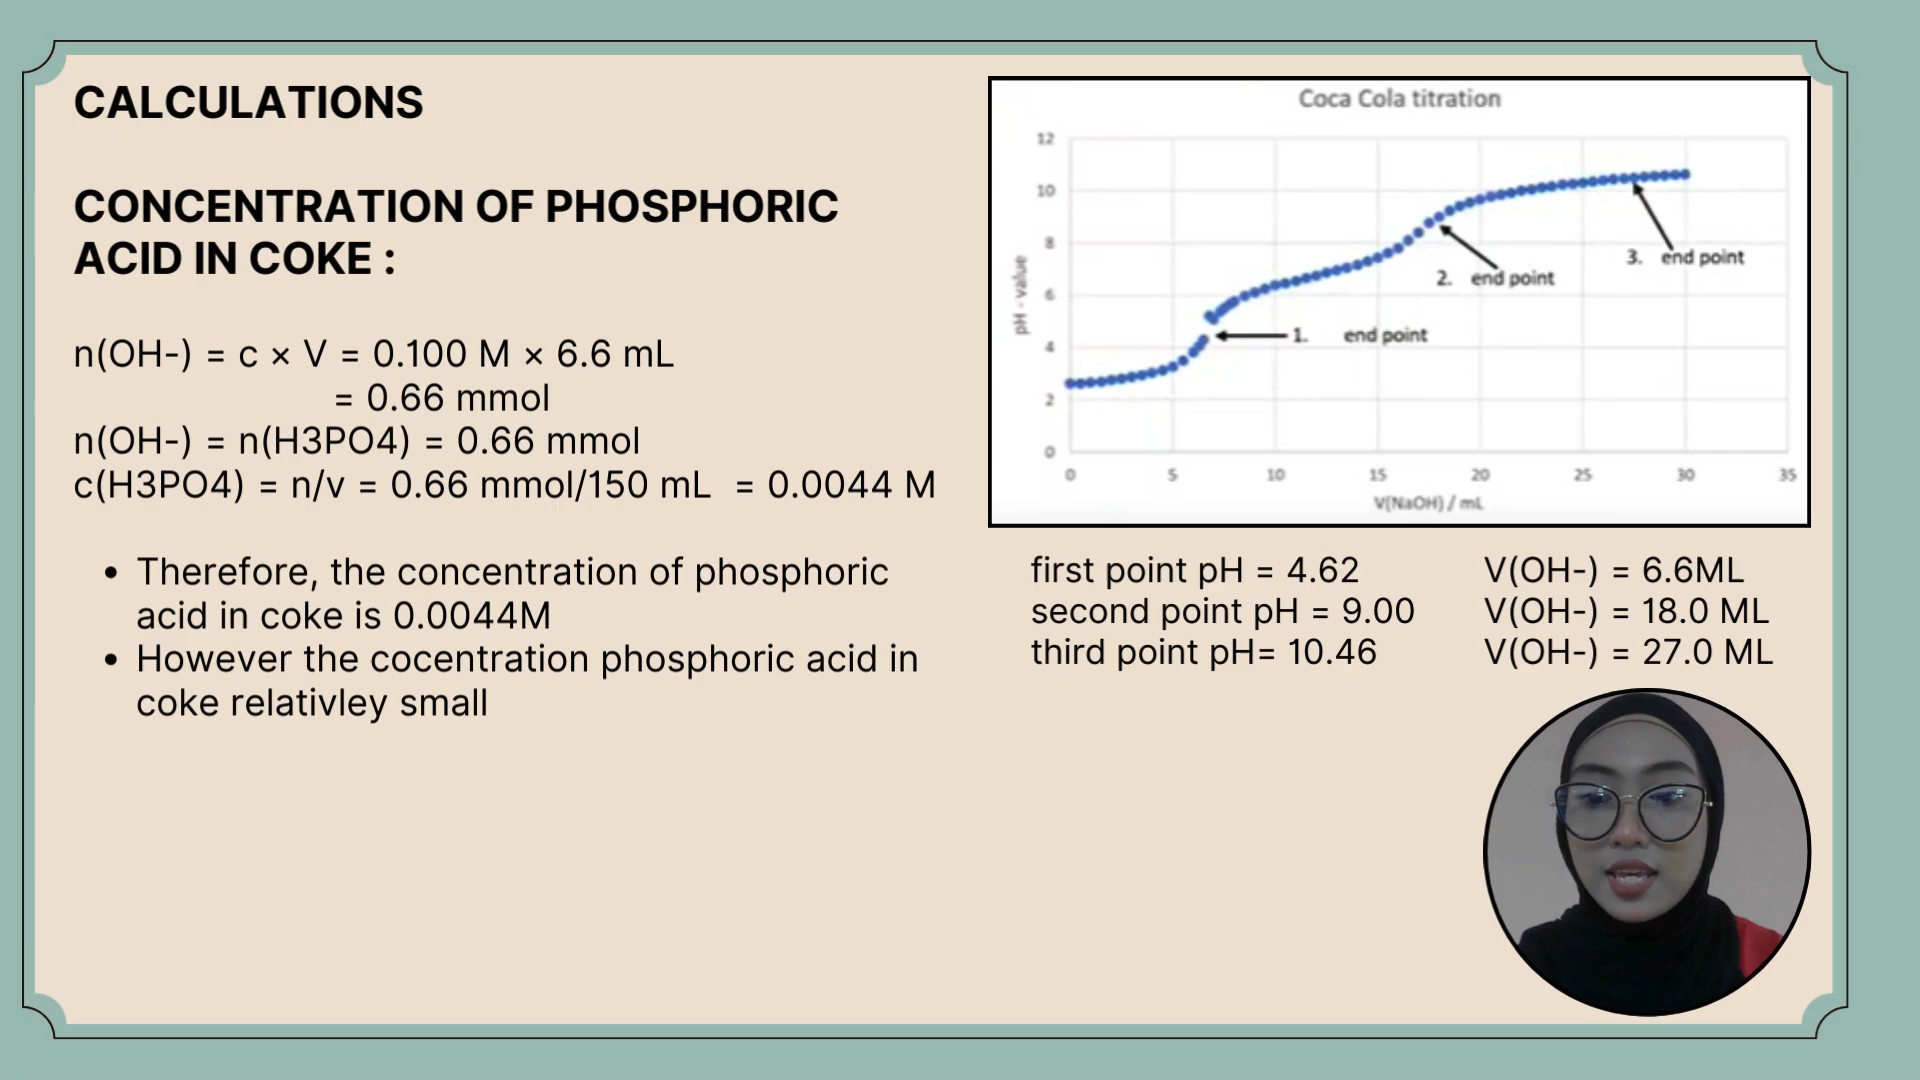 CALCULATIONS
CONCENTRATION OF PHOSPHORIC
ACID IN COKE :
n(OH-) = c × V = 0.100 M × 6.6 mL
= 0.66 mmol
n(OH-) = n(H3PO4) = 0.66 mmol
c(H3PO4) = n/v = 0.66 mmol/150 mL = 0.0044 M
• Therefore, the concentration of phosphoric
acid in coke is 0.0044M
• However the cocentration phosphoric acid in
coke relativley small
Coca Cola titration
12
10
8
6
4
2
0
pH - value
0 5 10 15 20 25 30 35
V(NaOH) / mL
1. end point
2. end point
3. end point
first point pH = 4.62 V(OH-) = 6.6ML
second point pH = 9.00 V(OH-) = 18.0 ML
third point pH= 10.46 V(OH-) = 27.0 ML